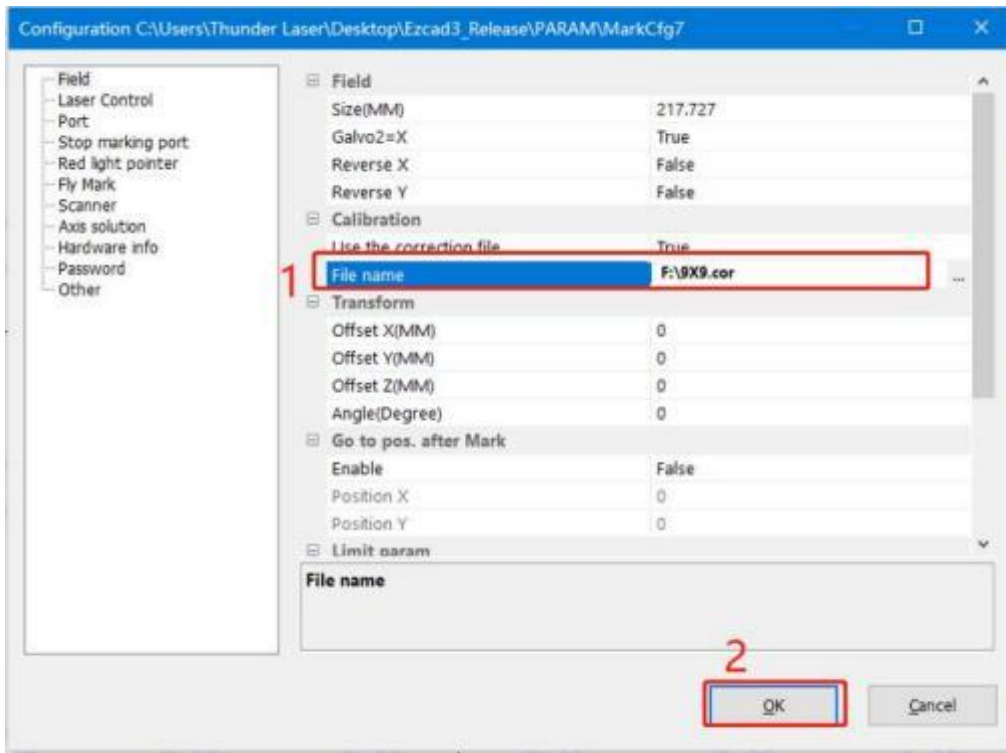 Configuration C:\Users\Thunder Laser\Desktop\Ezcad3_Release\PARAM\MarkCfg7
Field
Laser Control
Port
Stop marking port
Red light pointer
Fly Mark
Scanner
Axis solution
Hardware info
Password
Other
Field
Size(MM) 217.727
Galvo2=X True
Reverse X False
Reverse Y False
Calibration
Use the correction file True
1
File name F:\9X9.cor ...
Transform
Offset X(MM) 0
Offset Y(MM) 0
Offset Z(MM) 0
Angle(Degree) 0
Go to pos. after Mark
Enable False
Position X 0
Position Y 0
Limit param
File name
2
OK Cancel